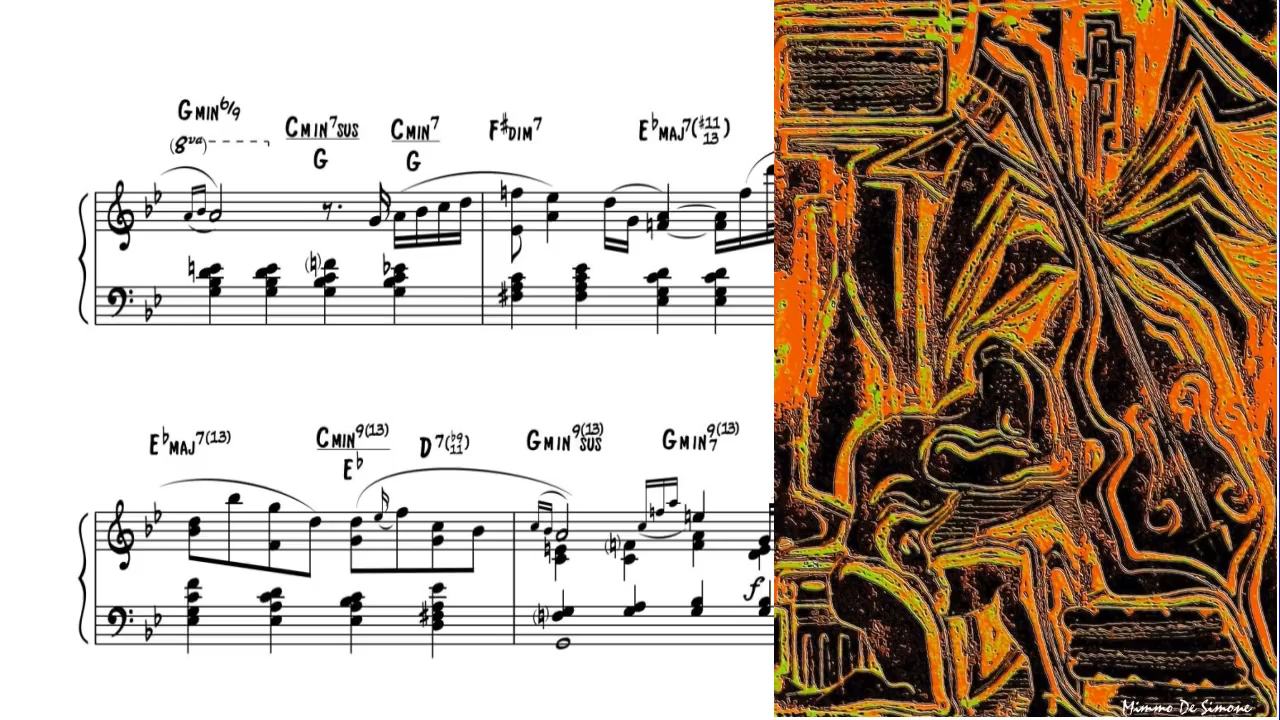 Gmin6/9
(8va)
Cmin7sus
G
Cmin7
G
F#dim7
E♭maj7(#11
13)
E♭maj7(13)
Cmin9(13)
E♭
D7(♭9
11)
Gmin9(13)
sus
Gmin9(13)
7
f
Mimmo De Simone